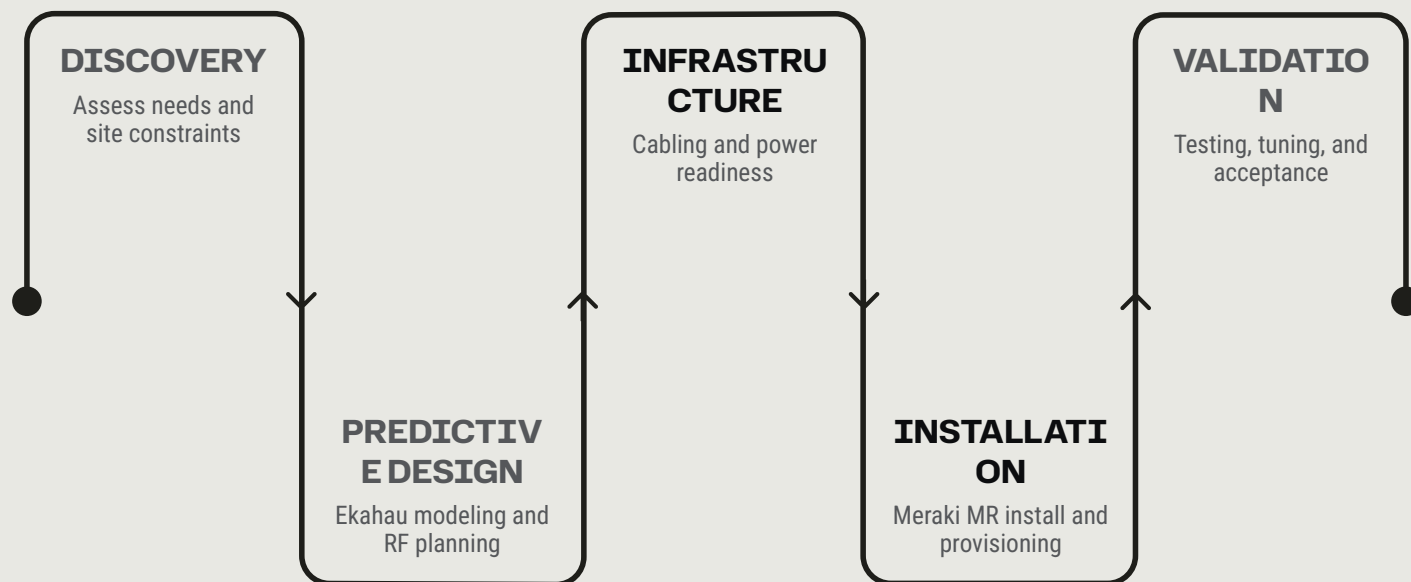 DISCOVERY
Assess needs and
site constraints
PREDICTIV
E DESIGN
Ekahau modeling and
RF planning
INFRASTRU
CTURE
Cabling and power
readiness
INSTALLATI
ON
Meraki MR install and
provisioning
VALIDATIO
N
Testing, tuning, and
acceptance